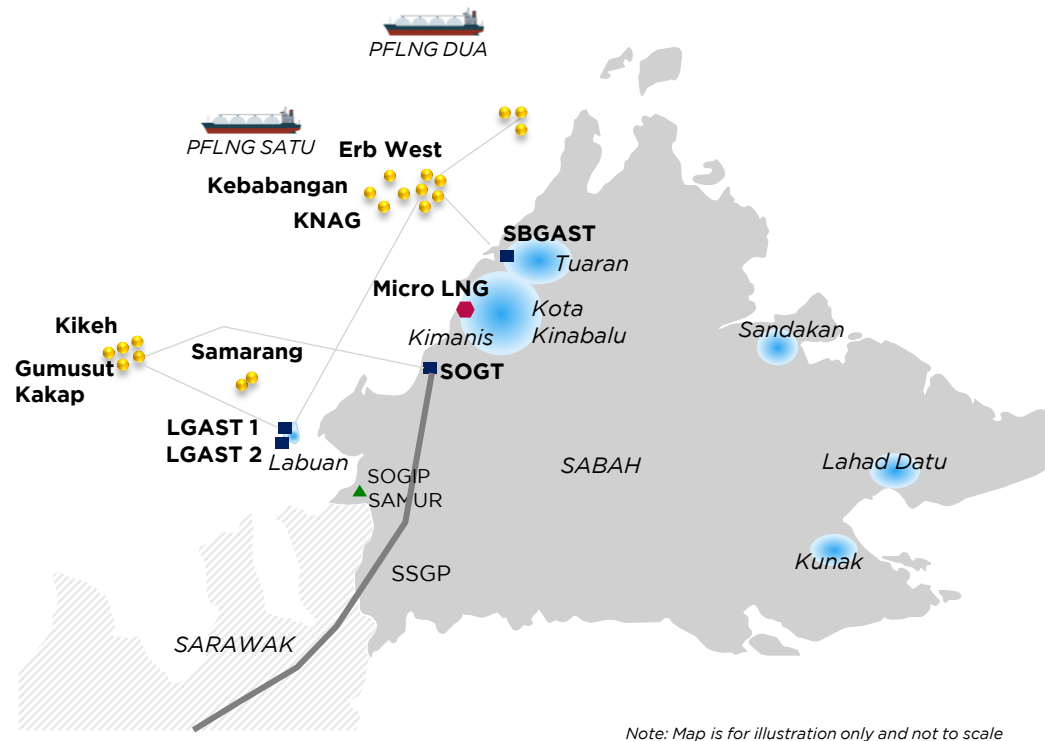 PFLNG DUA
PFLNG SATU
Erb West
Kebabangan
KNAG
SBGAST
Tuaran
Micro LNG
Kota
Kinabalu
Kimanis
Sandakan
Kikeh
Gumusut
Kakap
Samarang
SOGT
LGAST 1
LGAST 2
Labuan
SOGIP
SAMUR
SABAH
Lahad Datu
Kunak
SSGP
SARAWAK
Note: Map is for illustration only and not to scale